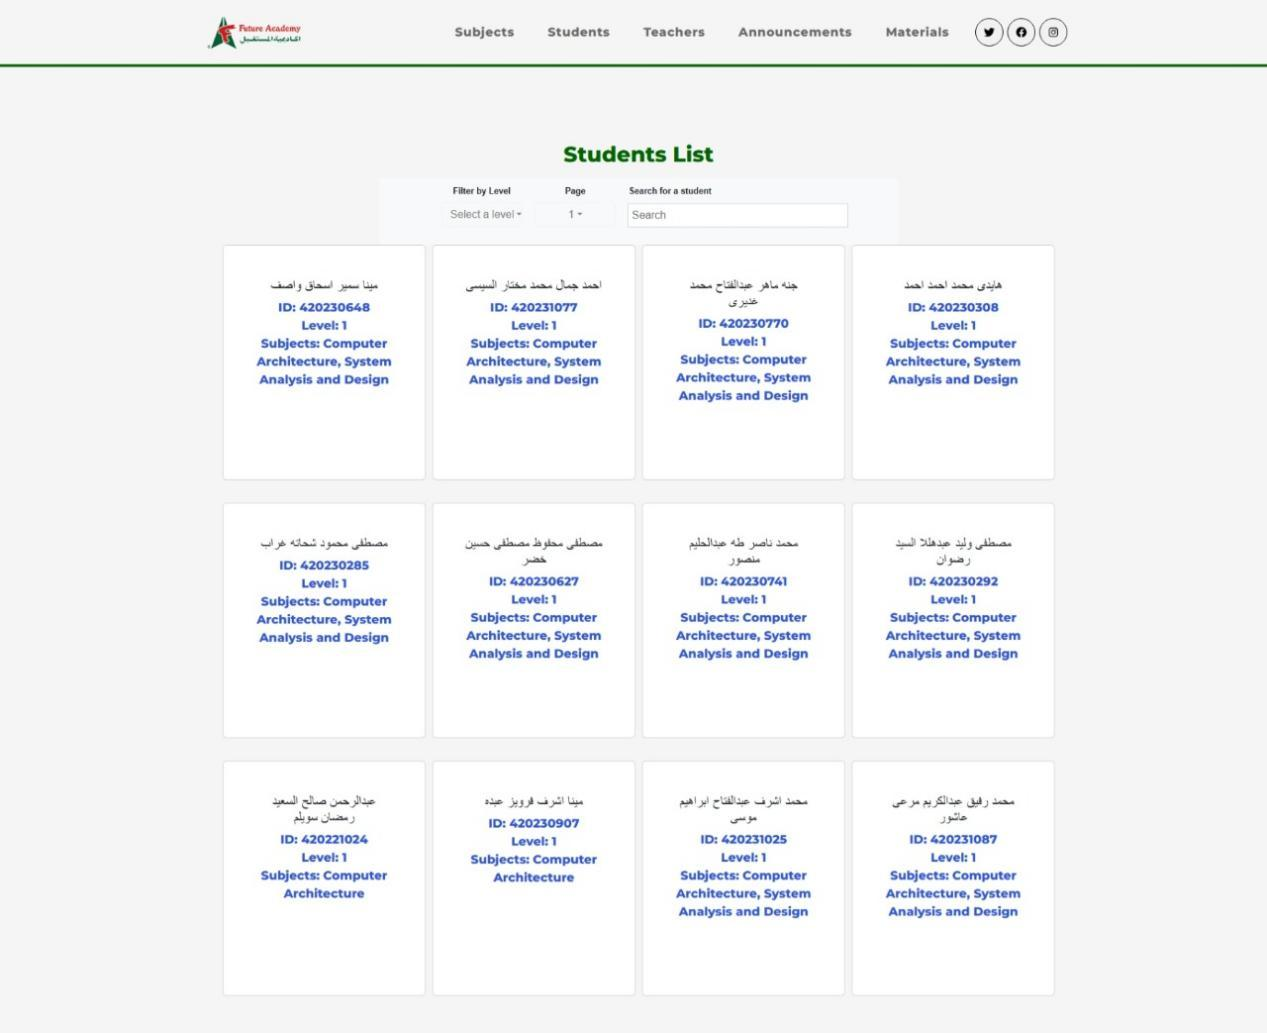 Future Academy
اكاديمية المستقبل
Subjects
Students
Teachers
Announcements
Materials
Students List
Filter by Level
Page
Search for a student
Select a level
1
Search
مينا سمير اسحاق واصف
ID: 420230648
Level: 1
Subjects: Computer
Architecture, System
Analysis and Design
احمد جمال محمد مختار السيسى
ID: 420231077
Level: 1
Subjects: Computer
Architecture, System
Analysis and Design
جنه ماهر عبدالفتاح محمد
غنيرى
ID: 420230770
Level: 1
Subjects: Computer
Architecture, System
Analysis and Design
هايدى محمد احمد احمد
ID: 420230308
Level: 1
Subjects: Computer
Architecture, System
Analysis and Design
مصطفى محمود شحاته غراب
ID: 420230285
Level: 1
Subjects: Computer
Architecture, System
Analysis and Design
مصطفى محفوظ مصطفى حسين
خضر
ID: 420230627
Level: 1
Subjects: Computer
Architecture, System
Analysis and Design
محمد ناصر طه عبدالحليم
منصور
ID: 420230741
Level: 1
Subjects: Computer
Architecture, System
Analysis and Design
مصطفى وليد عبدهللا السيد
رضوان
ID: 420230292
Level: 1
Subjects: Computer
Architecture, System
Analysis and Design
عبدالرحمن صالح السعيد
رمضان سويلم
ID: 420221024
Level: 1
Subjects: Computer
Architecture
مينا اشرف فرويز عبده
ID: 420230907
Level: 1
Subjects: Computer
Architecture
محمد اشرف عبدالفتاح ابراهيم
موسى
ID: 420231025
Level: 1
Subjects: Computer
Architecture, System
Analysis and Design
محمد رفيق عبدالكريم مرعى
عاشور
ID: 420231087
Level: 1
Subjects: Computer
Architecture, System
Analysis and Design